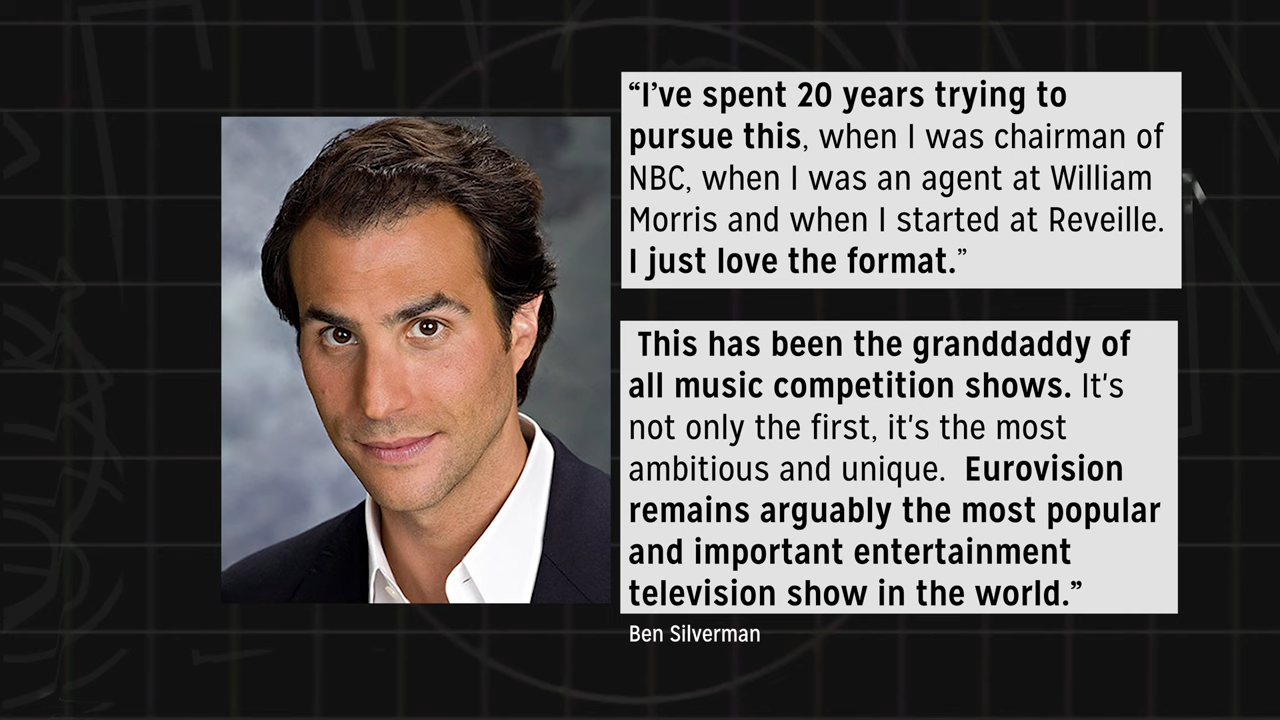 “I’ve spent 20 years trying to
pursue this, when I was chairman of
NBC, when I was an agent at William
Morris and when I started at Reveille.
I just love the format.”
This has been the granddaddy of
all music competition shows. It's
not only the first, it's the most
ambitious and unique. Eurovision
remains arguably the most popular
and important entertainment
television show in the world.”
Ben Silverman